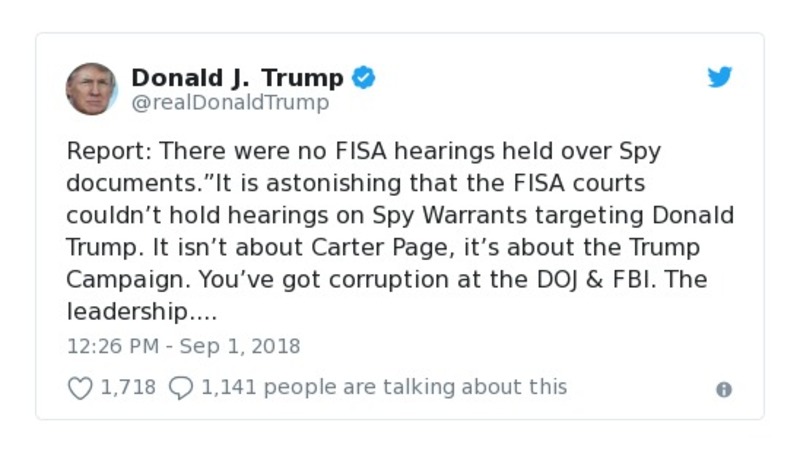 Donald J. Trump
@realDonaldTrump
Report: There were no FISA hearings held over Spy
documents.”It is astonishing that the FISA courts
couldn’t hold hearings on Spy Warrants targeting Donald
Trump. It isn’t about Carter Page, it’s about the Trump
Campaign. You’ve got corruption at the DOJ & FBI. The
leadership....
12:26 PM - Sep 1, 2018
1,718 1,141 people are talking about this